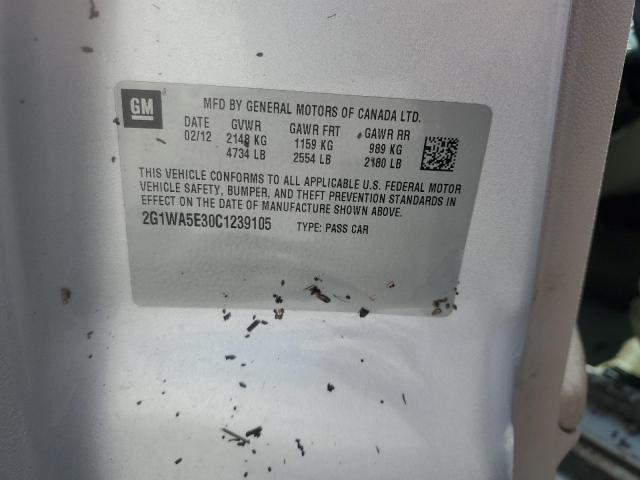 GM
MFD BY GENERAL MOTORS OF CANADA LTD.
DATE GVWR GAWR FRT GAWR RR
02/12 2148 KG 1159 KG 989 KG
4734 LB 2554 LB 2180 LB
THIS VEHICLE CONFORMS TO ALL APPLICABLE U.S. FEDERAL MOTOR
VEHICLE SAFETY, BUMPER, AND THEFT PREVENTION STANDARDS IN
EFFECT ON THE DATE OF MANUFACTURE SHOWN ABOVE.
2G1WA5E30C1239105 TYPE: PASS CAR